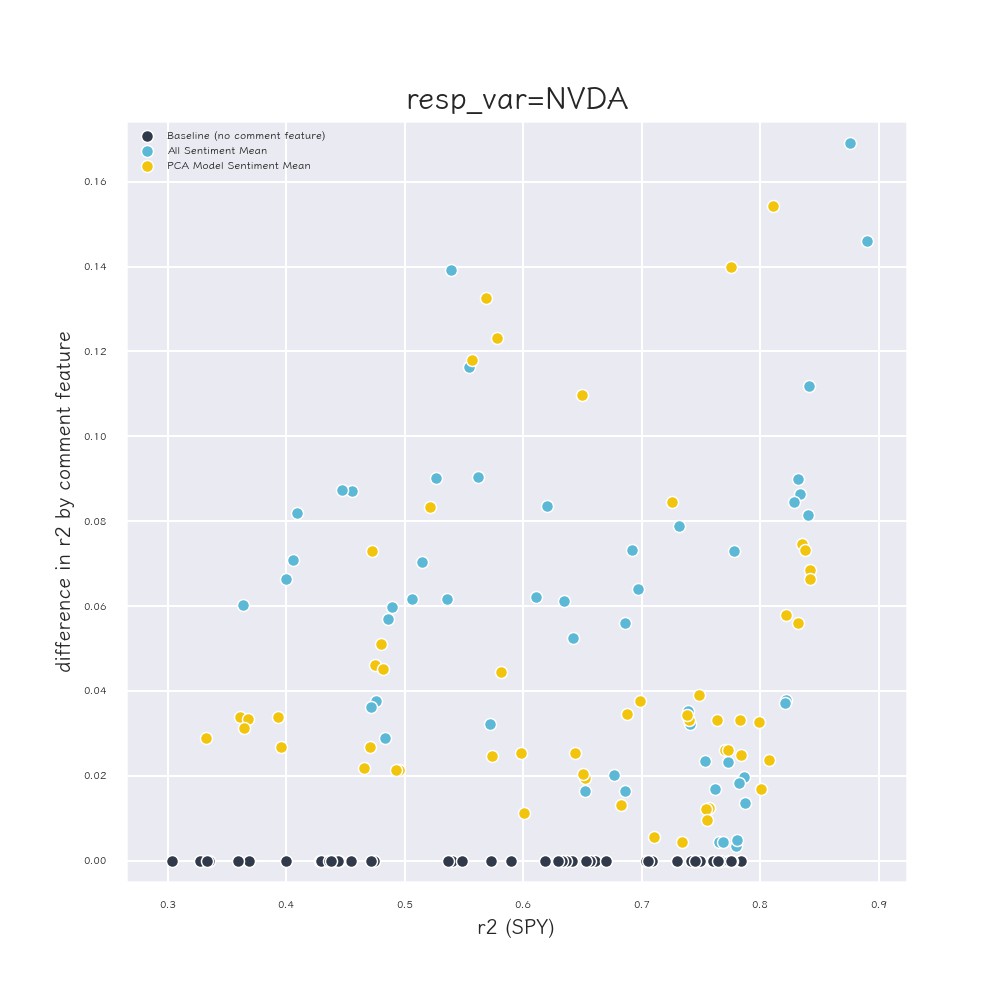 resp_var=NVDA
Baseline (no comment feature)
All Sentiment Mean
PCA Model Sentiment Mean
difference in r2 by comment feature
0.16
0.14
0.12
0.10
0.08
0.06
0.04
0.02
0.00
0.3 0.4 0.5 0.6 0.7 0.8 0.9
r2 (SPY)